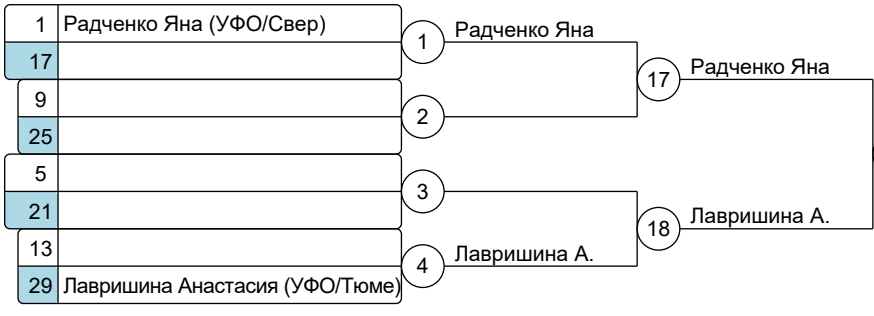 1 Радченко Яна (УФО/Свер)
17
9
25
5
21
13
29 Лавришина Анастасия (УФО/Тюме)
1 Радченко Яна
2
3
4 Лавришина А.
17 Радченко Яна
18 Лавришина А.